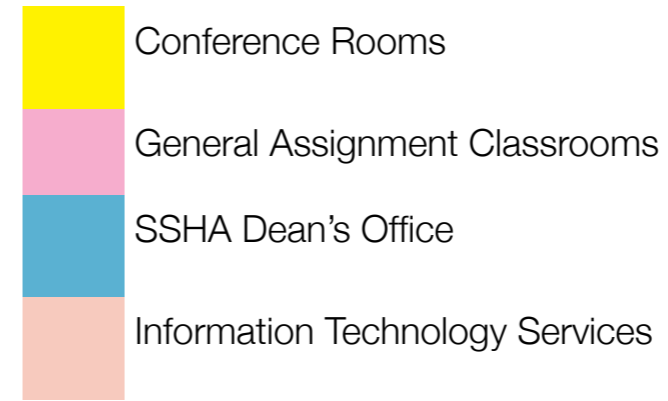 Conference Rooms
General Assignment Classrooms
SSHA Dean’s Office
Information Technology Services